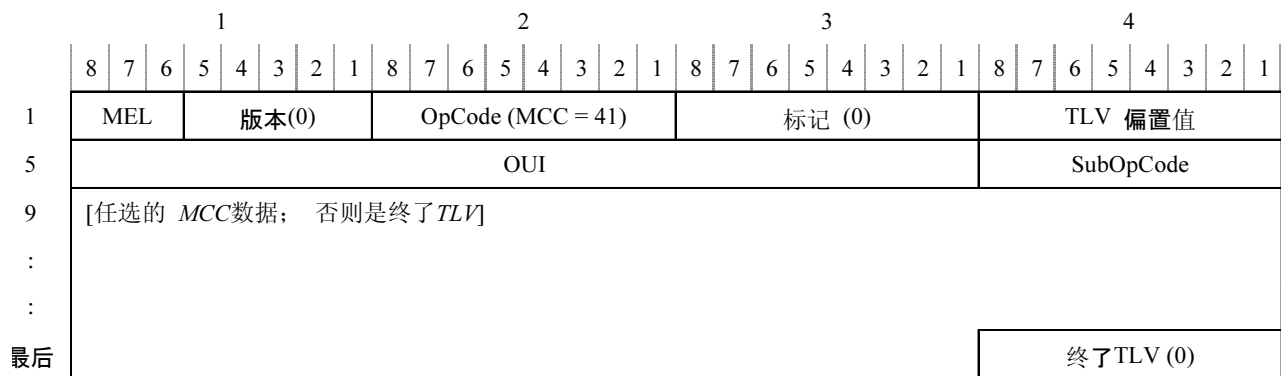 1 2 3 4
8 7 6 5 4 3 2 1 8 7 6 5 4 3 2 1 8 7 6 5 4 3 2 1 8 7 6 5 4 3 2 1
1 MEL 版本(0) OpCode (MCC = 41) 标记 (0) TLV 偏置值
5 OUI SubOpCode
9 [任选的 MCC数据； 否则是终了TLV]
:
:
最后 终了TLV (0)